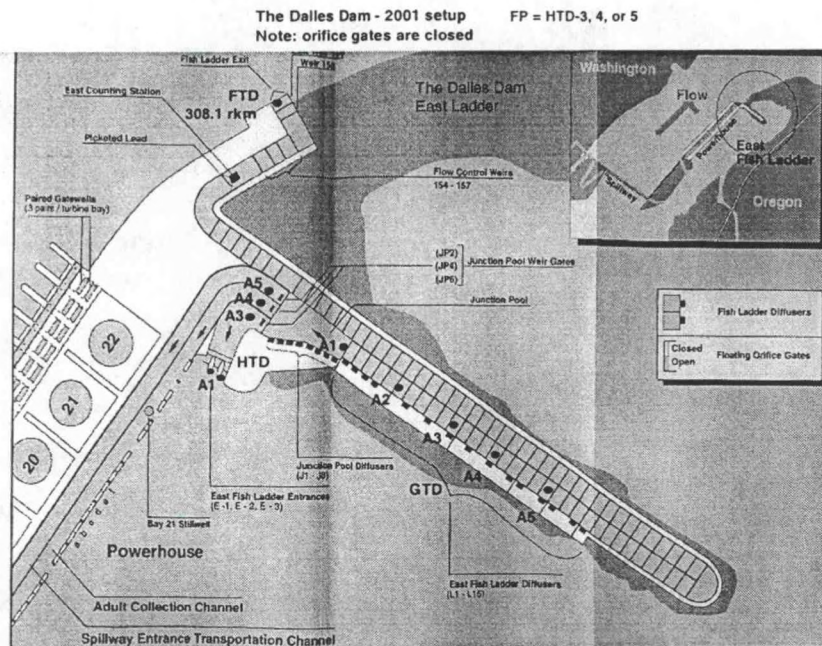 The Dalles Dam - 2001 setup FP = HTD-3, 4, or 5
Note: orifice gates are closed
Fish Ladder Exit
Weir 158
East Counting Station
FTD
308.1 rkm
Picketed Lead
The Dalles Dam
East Ladder
Washington
Flow
Powerhouse
East
Fish Ladder
Spillway
Oregon
Flow Control Weirs
154 - 157
Paired Gatewells
(3 pairs / turbine bay)
(JP2)
(JP4)
(JP6)
Junction Pool Weir Gates
Junction Pool
A5
A4
A3
A1
HTD
A1
A2
A3
A4
A5
GTD
Fish Ladder Diffusers
Closed
Open
Floating Orifice Gates
22
21
20
Junction Pool Diffusers
(J1 - J8)
East Fish Ladder Entrances
(E -1, E - 2, E - 3)
Bay 21 Stillwell
Powerhouse
East Fish Ladder Diffusers
(L1 - L15)
Adult Collection Channel
Spillway Entrance Transportation Channel